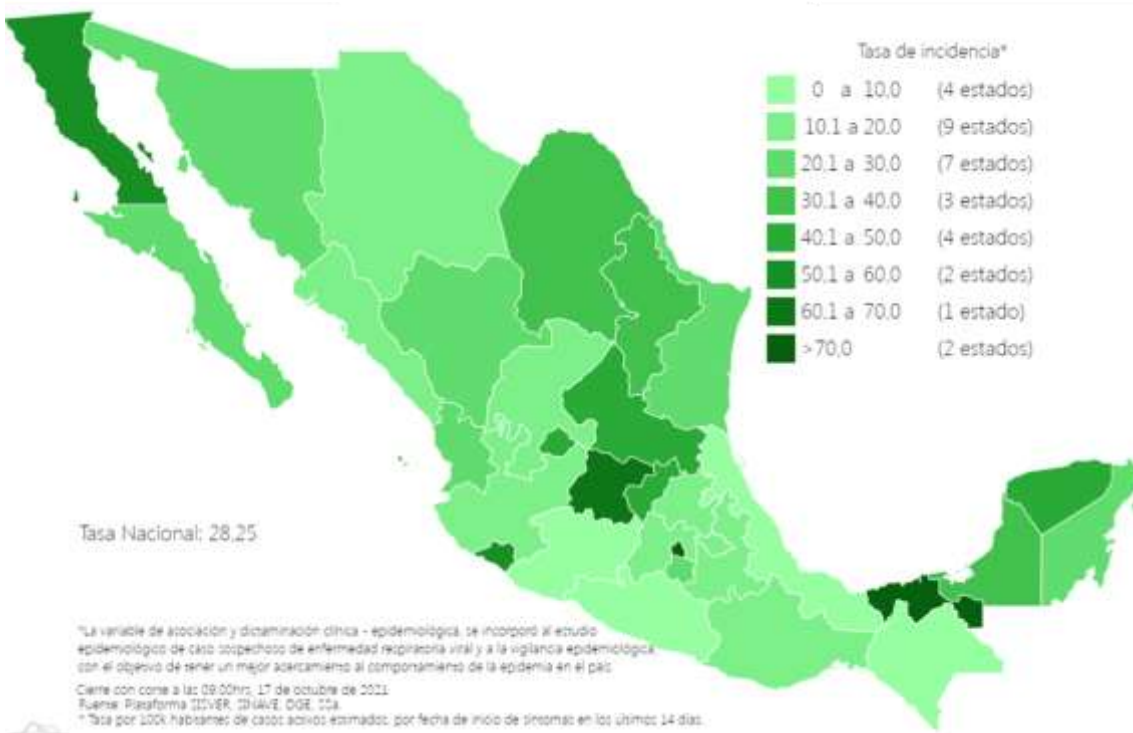 Tasa de incidencia*
0 a 10.0 (4 estados)
10.1 a 20.0 (9 estados)
20.1 a 30.0 (7 estados)
30.1 a 40.0 (3 estados)
40.1 a 50.0 (4 estados)
50.1 a 60.0 (2 estados)
60.1 a 70.0 (1 estado)
>70.0 (2 estados)
Tasa Nacional: 28.25
*La variable de asociación y dictaminación clínica - epidemiológica, se incorporó al estudio
epidemiológico de caso sospechoso de enfermedad respiratoria viral y a la vigilancia epidemiológica,
con el objetivo de tener un mejor acercamiento al comportamiento de la epidemia en el país
Cierre con corte a las 09:00hrs, 17 de octubre de 2021
Fuente: Plataforma SISVER, SINAVE, DGE, SSa.
* Tasa por 100k habitantes de casos activos estimados, por fecha de inicio de síntomas en los últimos 14 días.